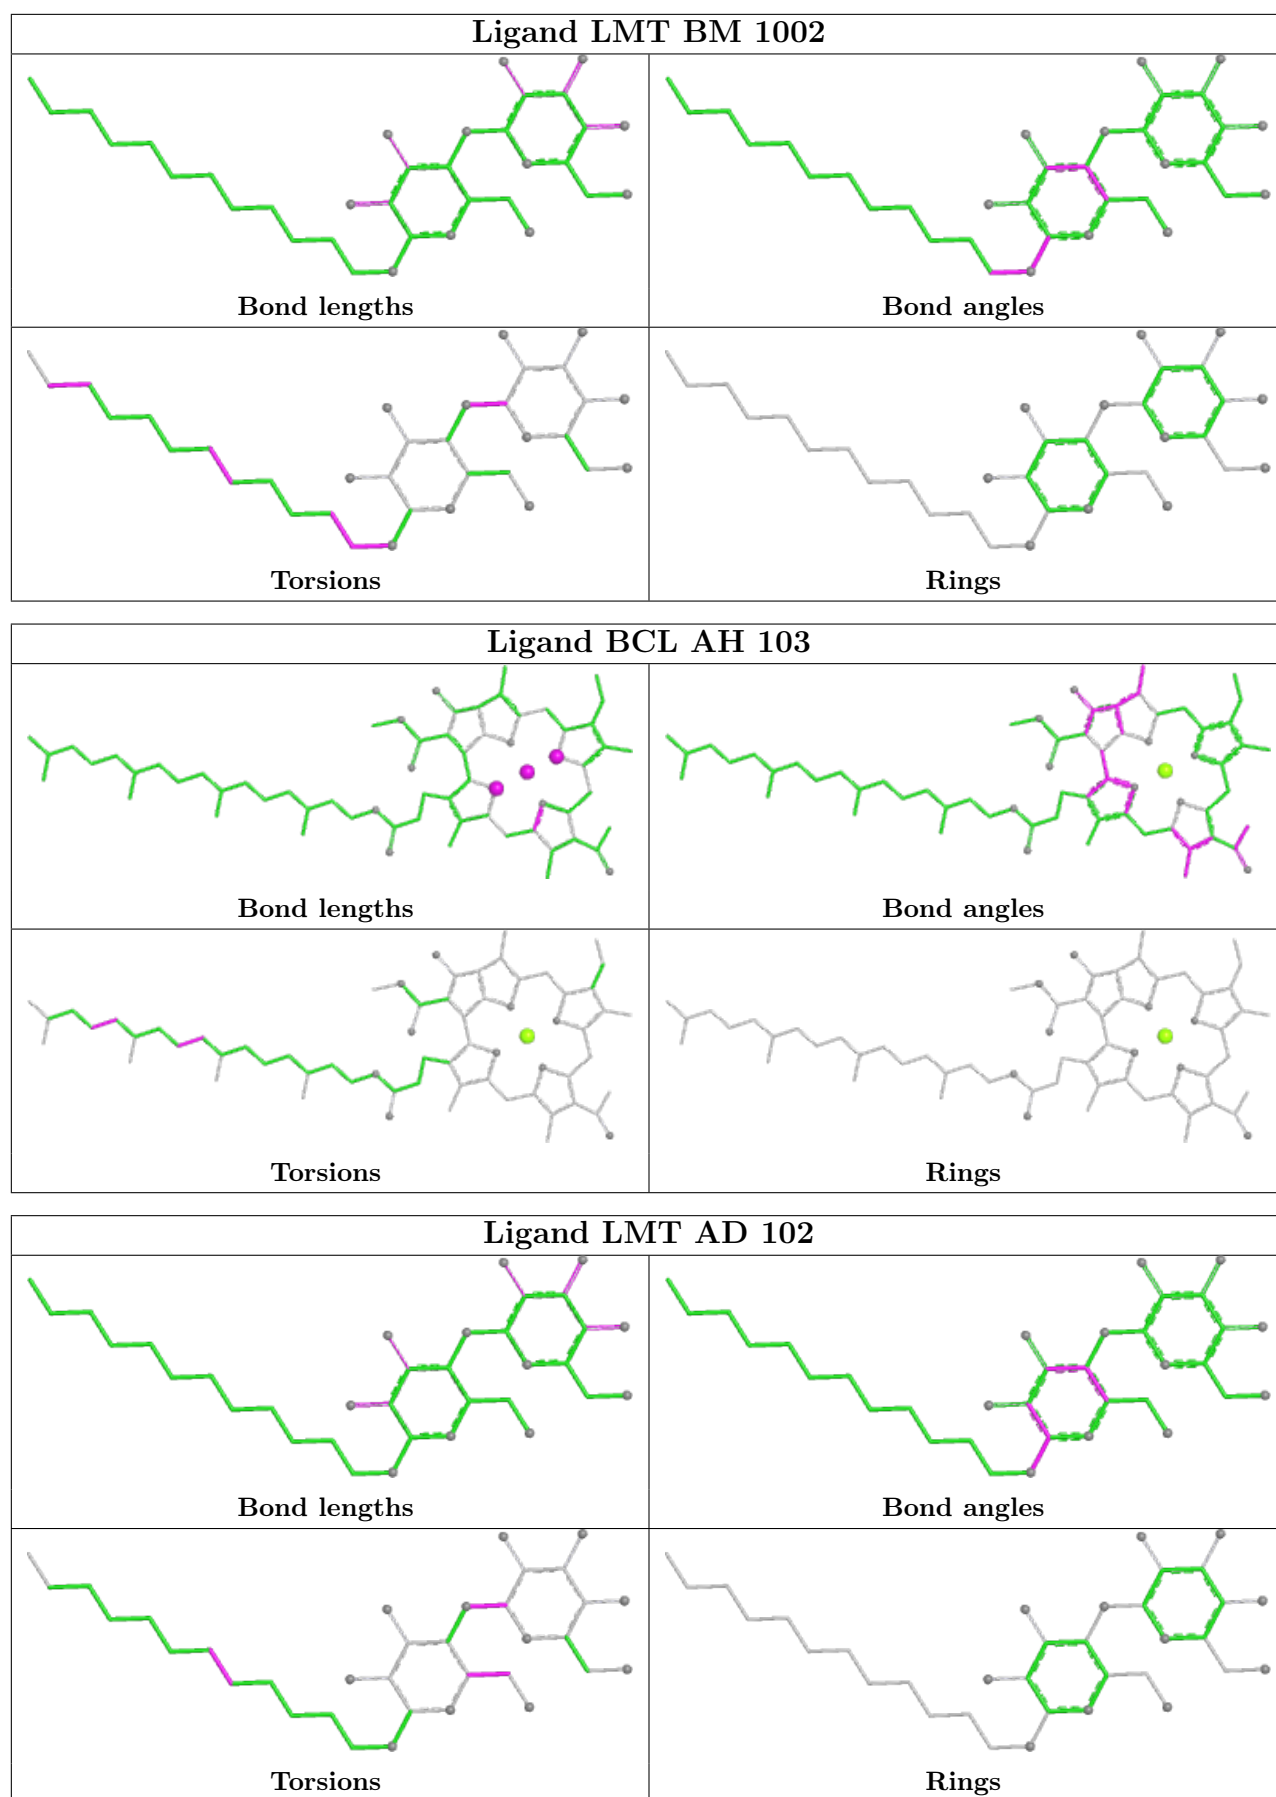 Ligand LMT BM 1002
Bond lengths
Bond angles
Torsions
Rings
Ligand BCL AH 103
Bond lengths
Bond angles
Torsions
Rings
Ligand LMT AD 102
Bond lengths
Bond angles
Torsions
Rings